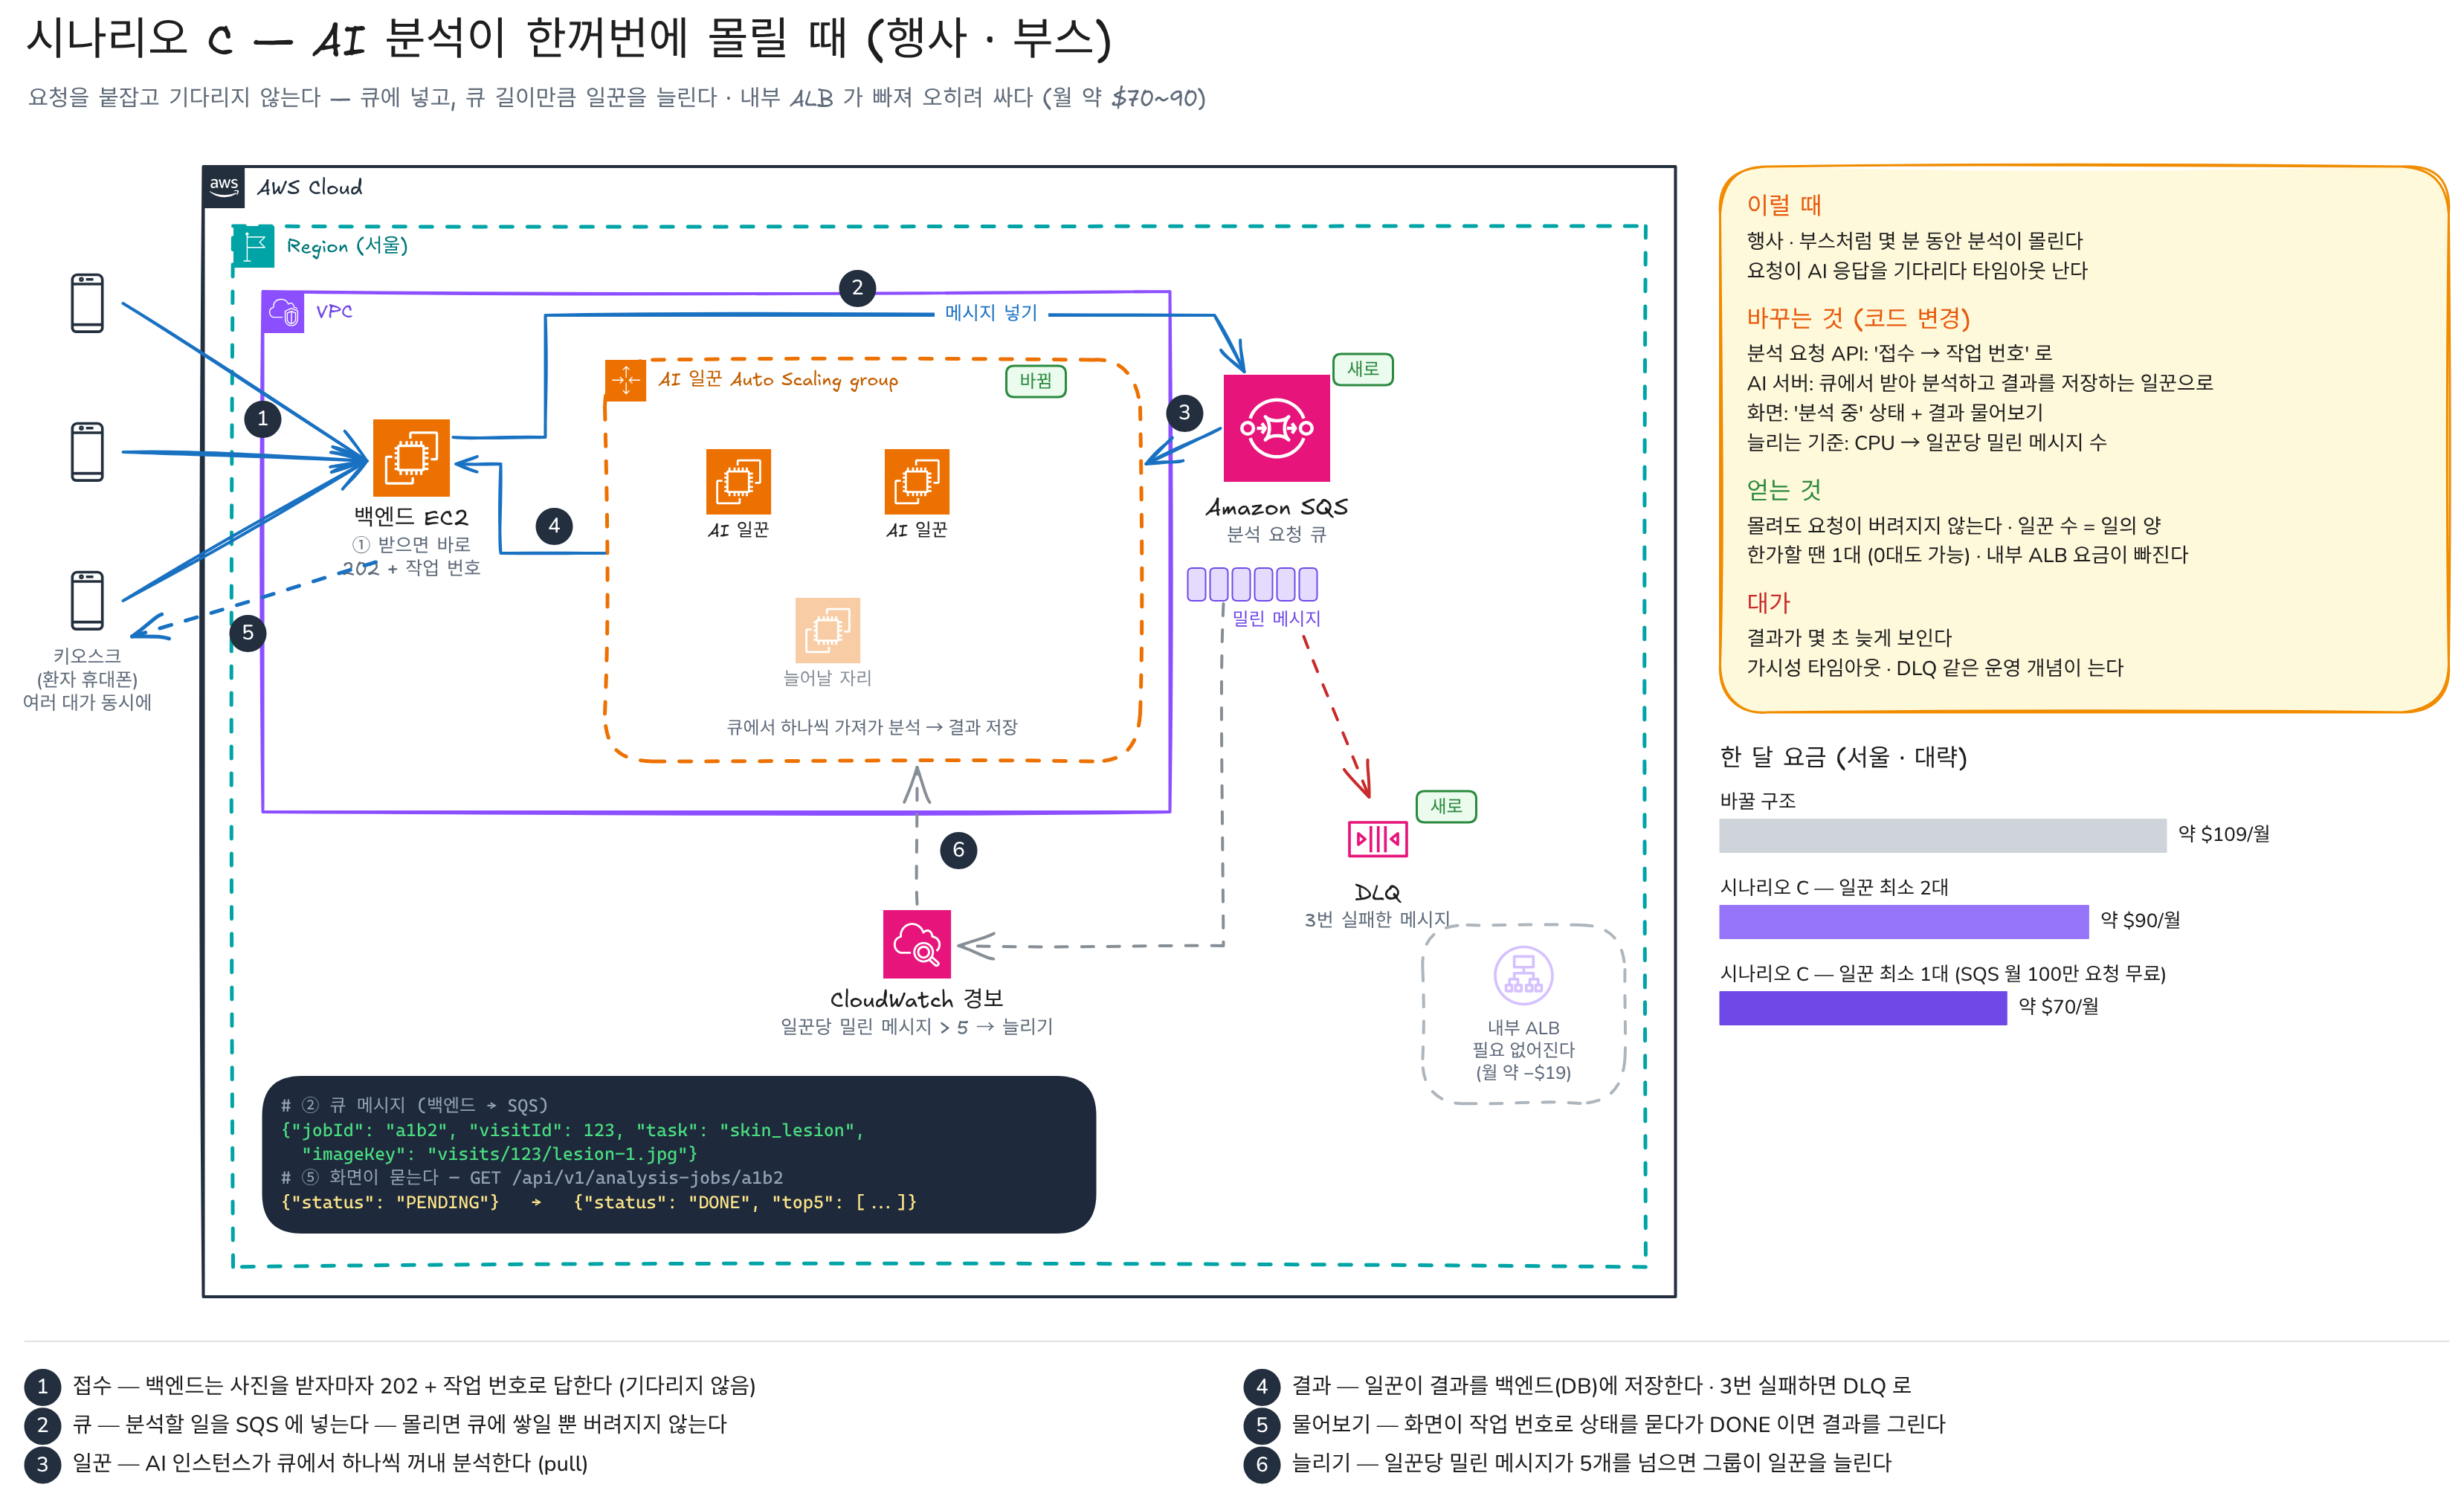 시나리오 C — AI 분석이 한꺼번에 몰릴 때 (행사 · 부스)
요청을 붙잡고 기다리지 않는다 — 큐에 넣고, 큐 길이만큼 일꾼을 늘린다 · 내부 ALB 가 빠져 오히려 싸다 (월 약 $70~90)
aws
AWS Cloud
Region (서울)
VPC
2
메시지 넣기
1
AI 일꾼 Auto Scaling group
바뀜
3
새로
백엔드 EC2
① 받으면 바로
202 + 작업 번호
4
AI 일꾼
AI 일꾼
늘어날 자리
큐에서 하나씩 가져가 분석 → 결과 저장
Amazon SQS
분석 요청 큐
밀린 메시지
5
키오스크
(환자 휴대폰)
여러 대가 동시에
6
새로
DLQ
3번 실패한 메시지
CloudWatch 경보
일꾼당 밀린 메시지 > 5 → 늘리기
내부 ALB
필요 없어진다
(월 약 −$19)
# ② 큐 메시지 (백엔드 → SQS)
{"jobId": "a1b2", "visitId": 123, "task": "skin_lesion",
"imageKey": "visits/123/lesion-1.jpg"}
# ⑤ 화면이 묻는다 — GET /api/v1/analysis-jobs/a1b2
{"status": "PENDING"} → {"status": "DONE", "top5": [...]}
이럴 때
행사 · 부스처럼 몇 분 동안 분석이 몰린다
요청이 AI 응답을 기다리다 타임아웃 난다
바꾸는 것 (코드 변경)
분석 요청 API: '접수 → 작업 번호' 로
AI 서버: 큐에서 받아 분석하고 결과를 저장하는 일꾼으로
화면: '분석 중' 상태 + 결과 물어보기
늘리는 기준: CPU → 일꾼당 밀린 메시지 수
얻는 것
몰려도 요청이 버려지지 않는다 · 일꾼 수 = 일의 양
한가할 땐 1대 (0대도 가능) · 내부 ALB 요금이 빠진다
대가
결과가 몇 초 늦게 보인다
가시성 타임아웃 · DLQ 같은 운영 개념이 는다
한 달 요금 (서울 · 대략)
바꿀 구조
약 $109/월
시나리오 C — 일꾼 최소 2대
약 $90/월
시나리오 C — 일꾼 최소 1대 (SQS 월 100만 요청 무료)
약 $70/월
1 접수 — 백엔드는 사진을 받자마자 202 + 작업 번호로 답한다 (기다리지 않음)
2 큐 — 분석할 일을 SQS 에 넣는다 — 몰리면 큐에 쌓일 뿐 버려지지 않는다
3 일꾼 — AI 인스턴스가 큐에서 하나씩 꺼내 분석한다 (pull)
4 결과 — 일꾼이 결과를 백엔드(DB)에 저장한다 · 3번 실패하면 DLQ 로
5 물어보기 — 화면이 작업 번호로 상태를 묻다가 DONE 이면 결과를 그린다
6 늘리기 — 일꾼당 밀린 메시지가 5개를 넘으면 그룹이 일꾼을 늘린다